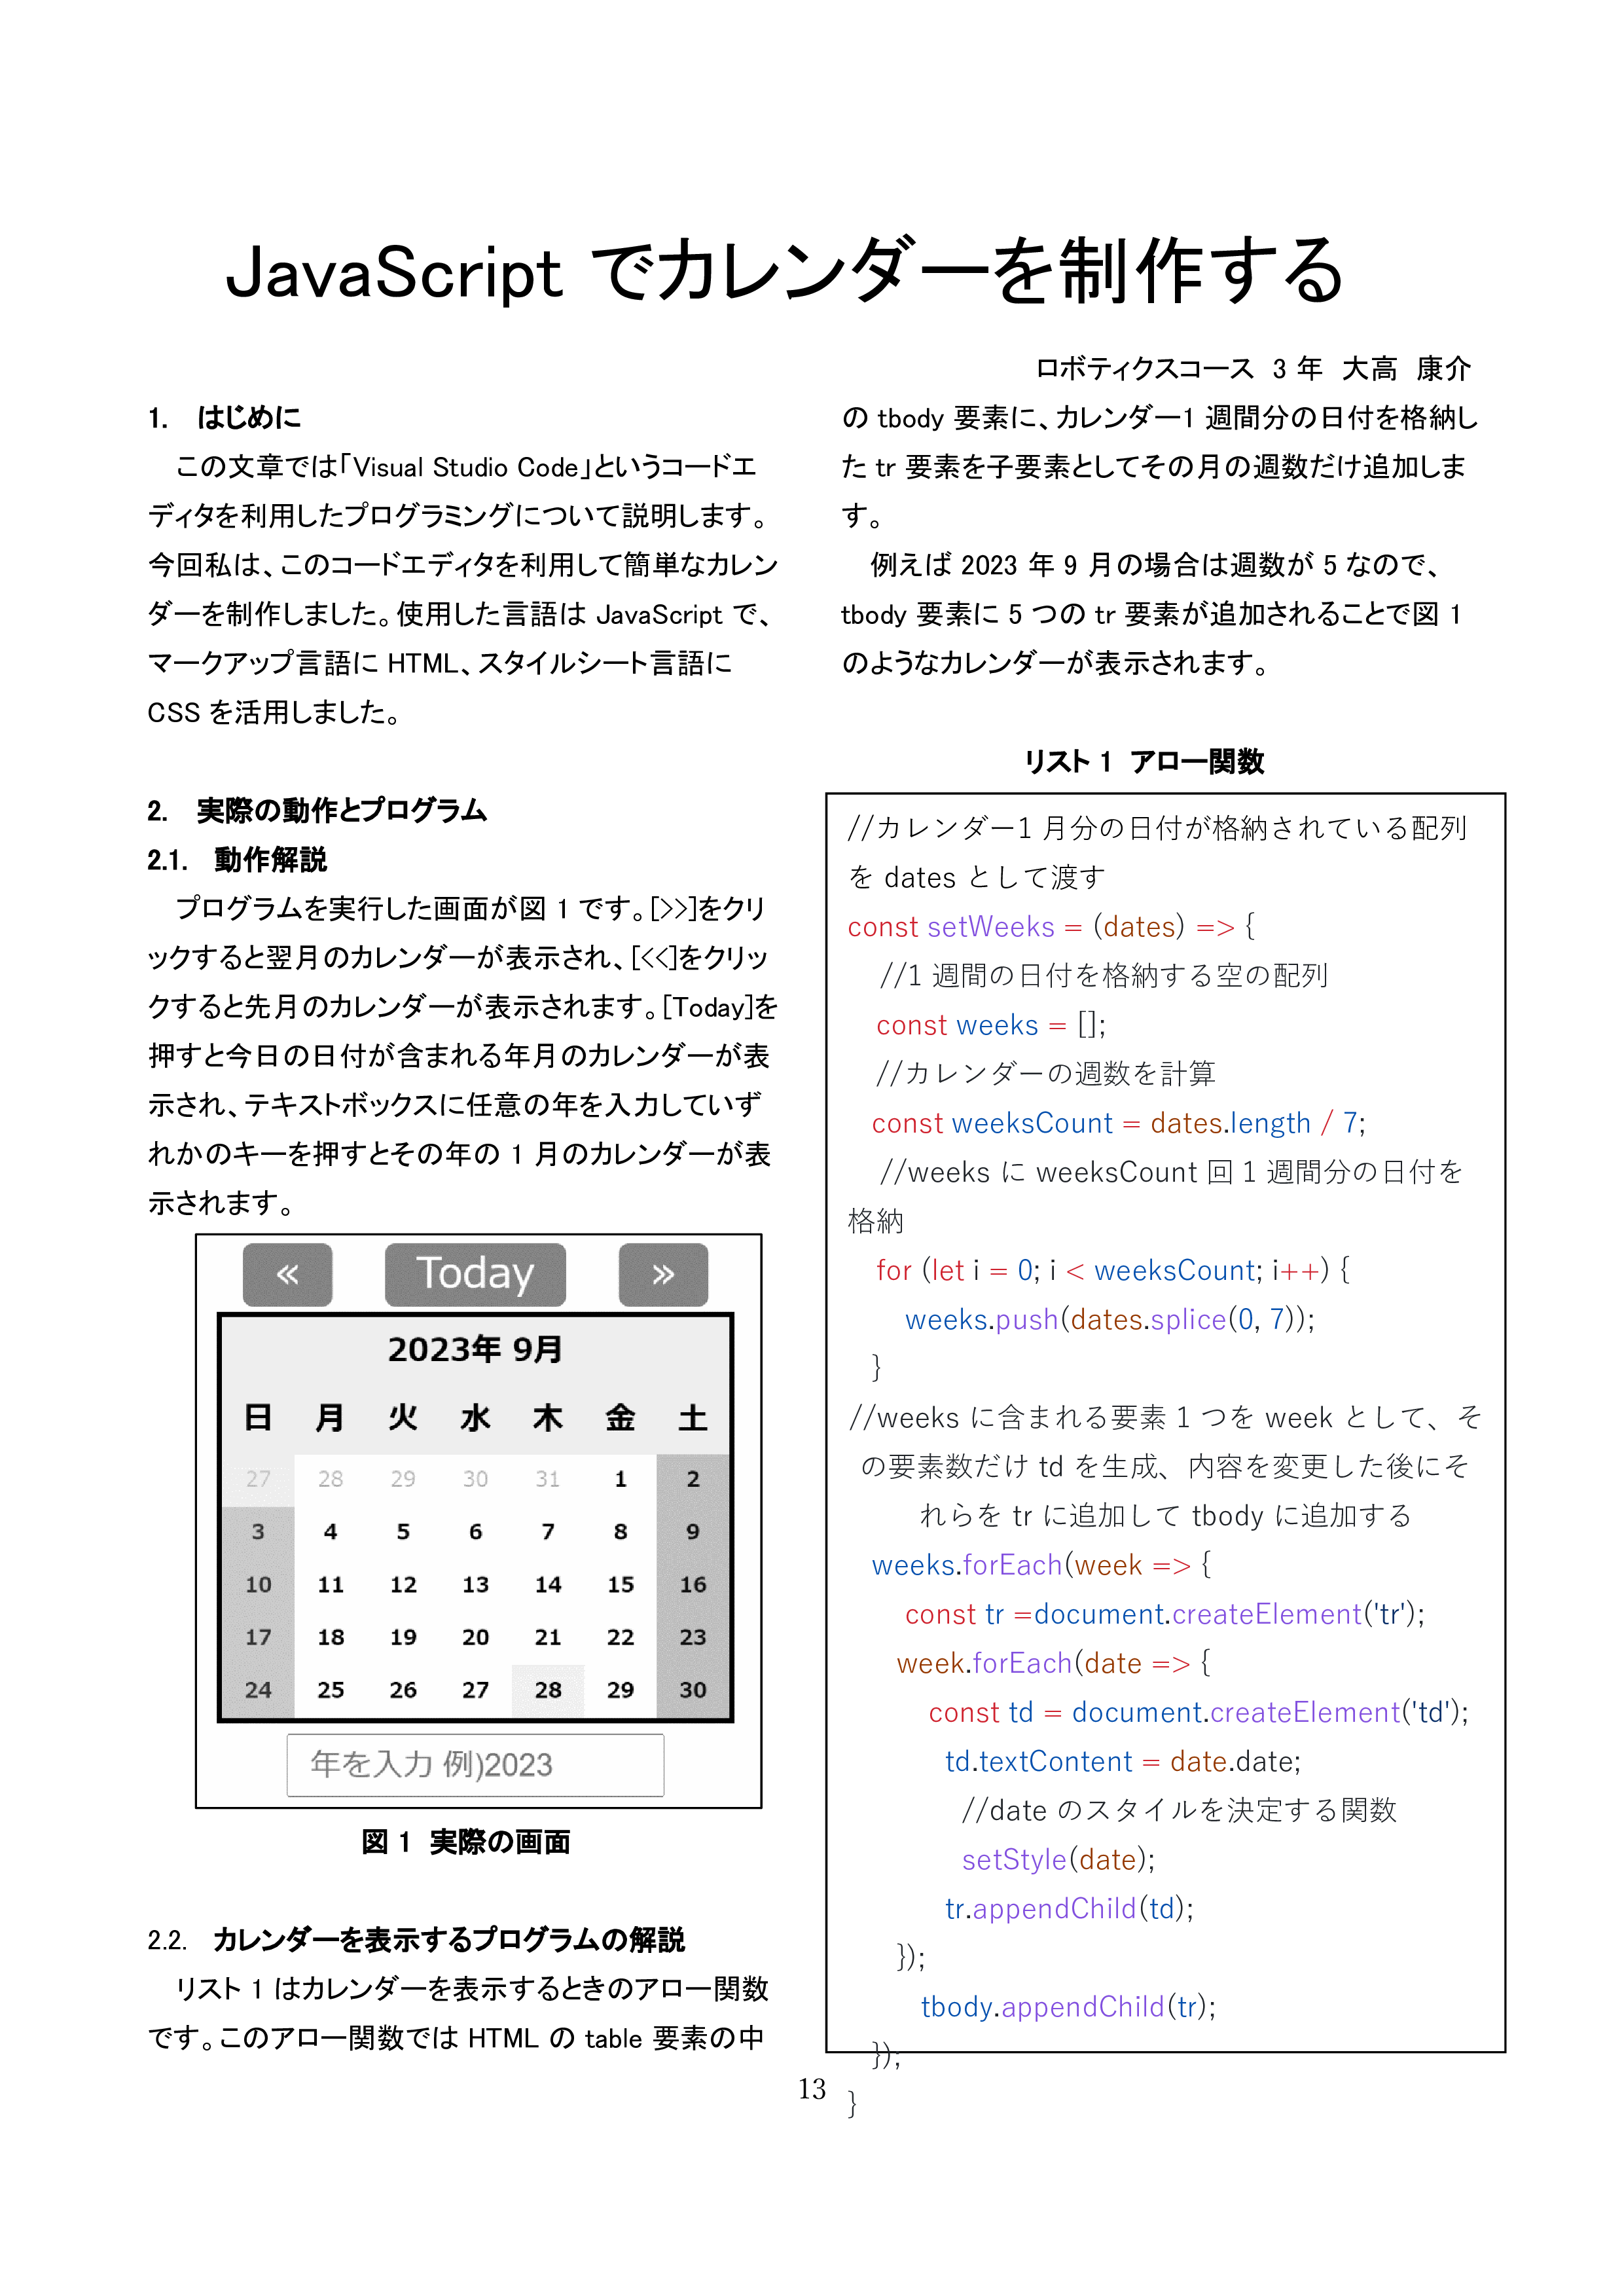 JavaScript でカレンダーを制作する
ロボティクスコース 3 年 大高 康介
1. はじめに
この文章では「Visual Studio Code」というコードエ
ディタを利用したプログラミングについて説明します。
今回私は、このコードエディタを利用して簡単なカレン
ダーを制作しました。使用した言語は JavaScript で、
マークアップ言語に HTML、スタイルシート言語に
CSS を活用しました。
2. 実際の動作とプログラム
2.1. 動作解説
プログラムを実行した画面が図 1 です。[>>]をクリ
ックすると翌月のカレンダーが表示され、[<<]をクリッ
クすると先月のカレンダーが表示されます。[Today]を
押すと今日の日付が含まれる年月のカレンダーが表
示され、テキストボックスに任意の年を入力していず
れかのキーを押すとその年の 1 月のカレンダーが表
示されます。
« Today »
2023年 9月
日 月 火 水 木 金 土
27 28 29 30 31 1 2
3 4 5 6 7 8 9
10 11 12 13 14 15 16
17 18 19 20 21 22 23
24 25 26 27 28 29 30
年を入力 例)2023
図 1 実際の画面
2.2. カレンダーを表示するプログラムの解説
リスト 1 はカレンダーを表示するときのアロー関数
です。このアロー関数では HTML の table 要素の中
の tbody 要素に、カレンダー1 週間分の日付を格納し
た tr 要素を子要素としてその月の週数だけ追加しま
す。
例えば 2023 年 9 月の場合は週数が 5 なので、
tbody 要素に 5 つの tr 要素が追加されることで図 1
のようなカレンダーが表示されます。
リスト 1 アロー関数
//カレンダー1 月分の日付が格納されている配列
を dates として渡す
const setWeeks = (dates) => {
//1 週間の日付を格納する空の配列
const weeks = [];
//カレンダーの週数を計算
const weeksCount = dates.length / 7;
//weeks に weeksCount 回 1 週間分の日付を
格納
for (let i = 0; i < weeksCount; i++) {
weeks.push(dates.splice(0, 7));
}
//weeks に含まれる要素 1 つを week として、そ
の要素数だけ td を生成、内容を変更した後にそ
れらを tr に追加して tbody に追加する
weeks.forEach(week => {
const tr =document.createElement('tr');
week.forEach(date => {
const td = document.createElement('td');
td.textContent = date.date;
//date のスタイルを決定する関数
setStyle(date);
tr.appendChild(td);
});
tbody.appendChild(tr);
});
}
13